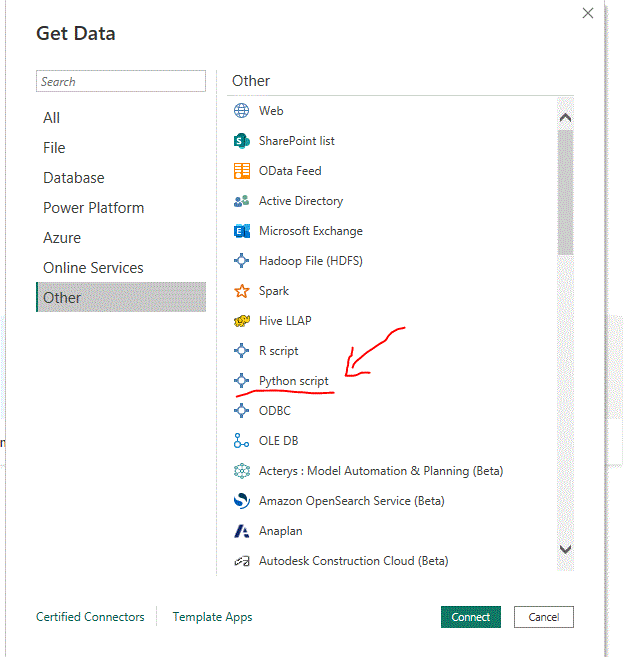 Get Data
Search
All
File
Database
Power Platform
Azure
Online Services
Other
Other
Web
SharePoint list
OData Feed
Active Directory
Microsoft Exchange
Hadoop File (HDFS)
Spark
Hive LLAP
R script
Python script
ODBC
OLE DB
Acterys : Model Automation & Planning (Beta)
Amazon OpenSearch Service (Beta)
Anaplan
Autodesk Construction Cloud (Beta)
Certified Connectors
Template Apps
Connect
Cancel